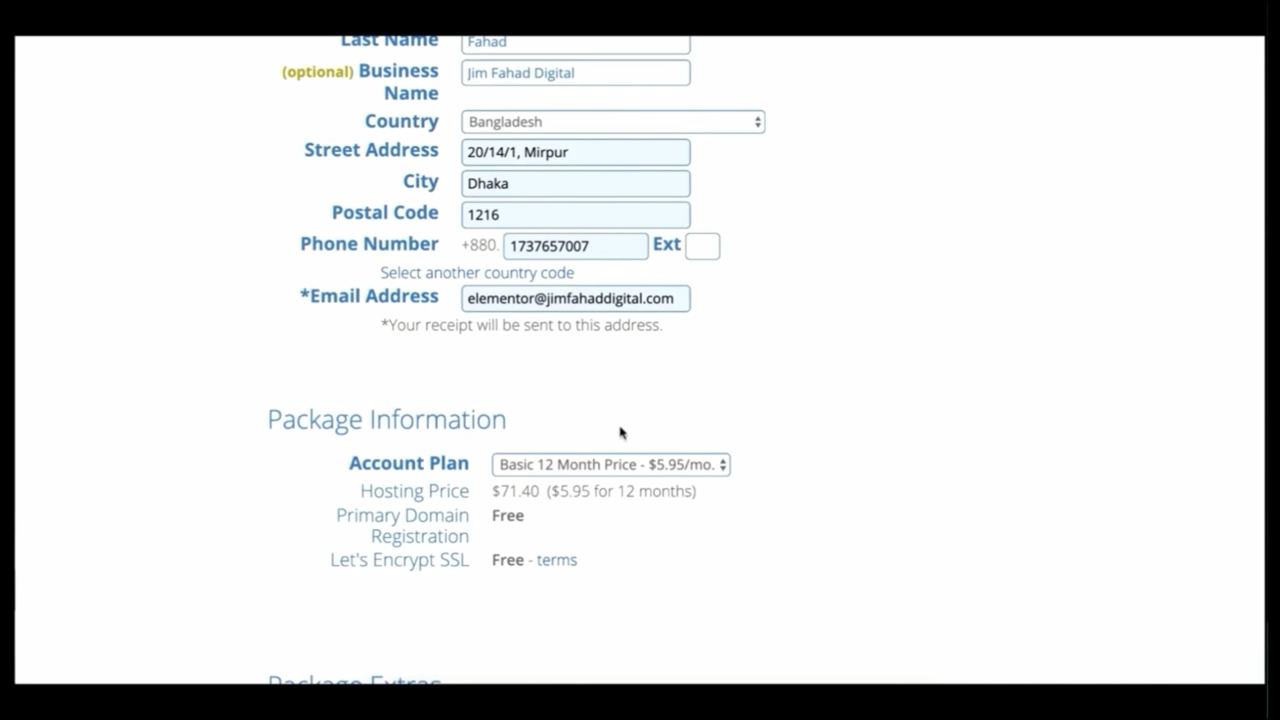 Last Name Fahad
(optional) Business Name Jim Fahad Digital
Country Bangladesh
Street Address 20/14/1, Mirpur
City Dhaka
Postal Code 1216
Phone Number +880. 1737657007 Ext
Select another country code
*Email Address elementor@jimfahaddigital.com
*Your receipt will be sent to this address.
Package Information
Account Plan Basic 12 Month Price - $5.95/mo.
Hosting Price $71.40 ($5.95 for 12 months)
Primary Domain Free
Registration
Let's Encrypt SSL Free - terms
Package Extras